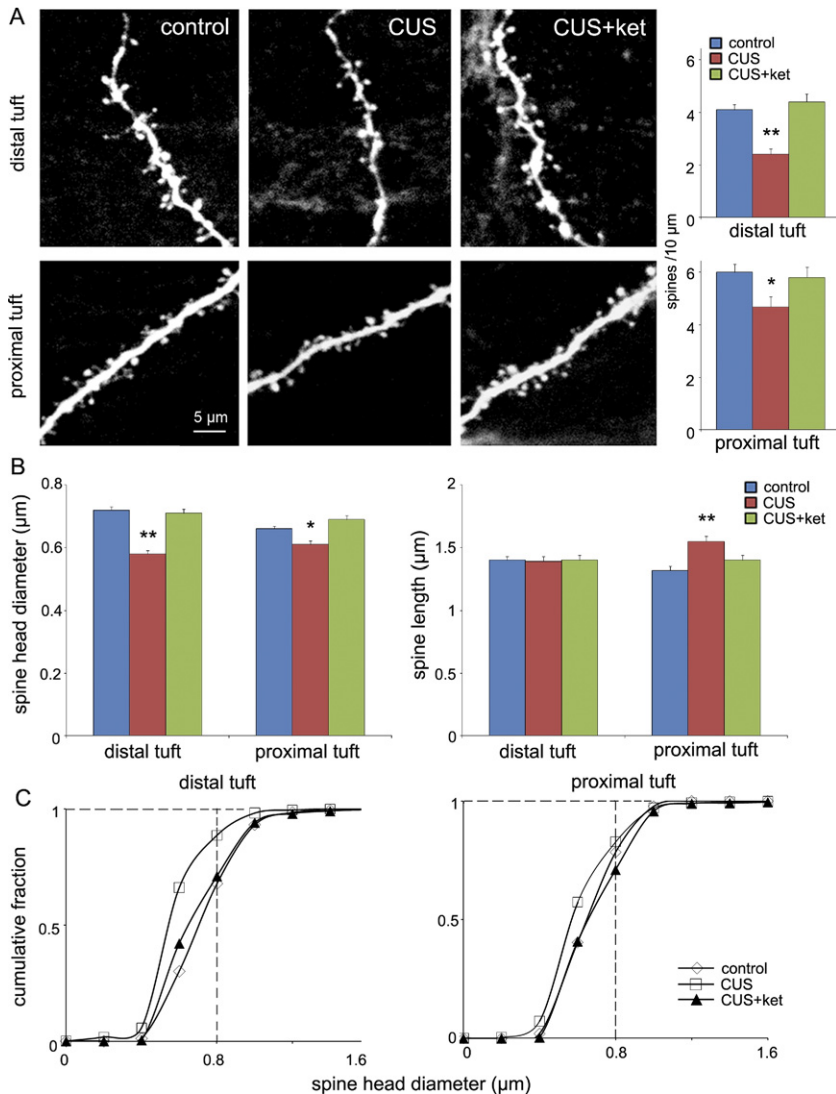 A
control
CUS
CUS+ket
distal tuft
proximal tuft
5 µm
control
CUS
CUS+ket
spines /10 µm
6
4
2
0
**
distal tuft
6
4
2
0
*
proximal tuft
B
spine head diameter (µm)
0.8
0.6
0.4
0.2
0
**
*
distal tuft
proximal tuft
spine length (µm)
2
1.5
1
0.5
0
**
control
CUS
CUS+ket
distal tuft
proximal tuft
C
distal tuft
cumulative fraction
1
0.5
0
0
0.8
1.6
proximal tuft
1
0.5
0
0
0.8
1.6
control
CUS
CUS+ket
spine head diameter (µm)